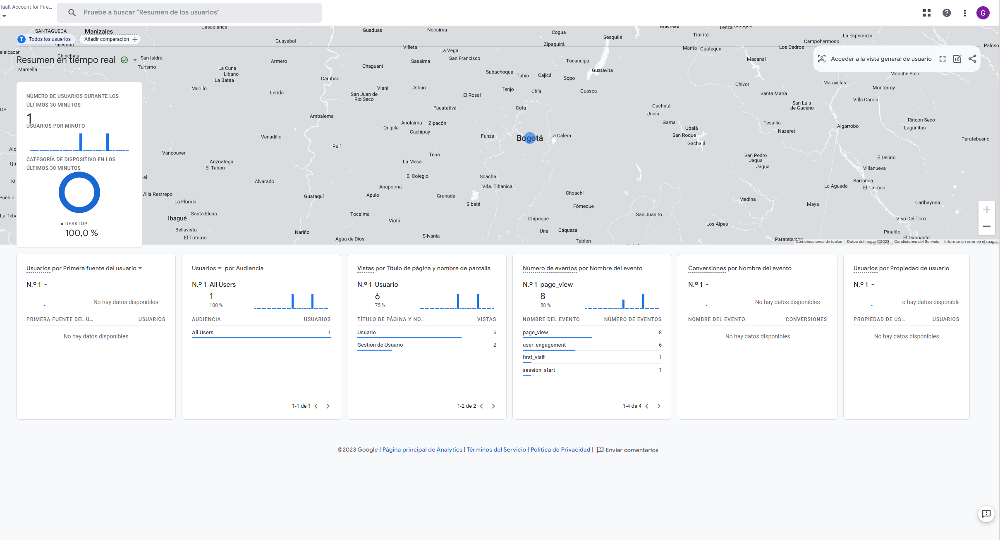 fault Account for Fire...
Pruebe a buscar "Resumen de los usuarios"
G
T Todos los usuarios
Añadir comparación
Resumen en tiempo real
Acceder a la vista general de usuario
NÚMERO DE USUARIOS DURANTE LOS
ÚLTIMOS 30 MINUTOS
1
USUARIOS POR MINUTO
CATEGORÍA DE DISPOSITIVO EN LOS
ÚLTIMOS 30 MINUTOS
DESKTOP
100,0 %
SANTAGUEDA
Manizales
Palestina
elalcazar
Chinchiná
San Isidro
Turismo
Marsella
OS
Alc
Qu
Pueblo
La Teba
Villa Restrepo
Casabianca
Guayabal
Armero
La Cuna
Libano
La Batea
Murillo
Lerida
Cambao
Ambalema
Venadillo
Vancouver
Pulí
Anzoategui
El Tabon
Alvarado
Guataquí
La Florida
Santa Elena
Ibagué
Bellavista
El Totumo
Nariño
Guaduas
Nocaima
Villeta
La Vega
San Francisco
Sasaima
Chaguani
Viani
Albán
San Juan de
Rio Seco
El Rosal
Facatativá
Anolaima
Zipacón
Quipile
Cachipay
Tena
La Mesa
El Colegio
Anapoima
Apulo
Granada
Tocaima
Viotá
Agua de Dios
Silvania
Cogua
Zipaquirá
Sesquilé
Tocancipá
Guatavita
Subachoque
Tabio
Cajicá
Sopo
Tenjo
Chía
Guasca
Cota
Funza
Bogotá
La Calera
Soacha
Vda. Tibanica
Sibaté
Choachí
Fómeque
Chipaque
Une
Cáqueza
Tablon
San Juanito
Macheta
Tenza
Garagoa
Tibiritá
Manta
Guateque
Macanal
Chivor
Santa María
Gachetá
Junín
Gama
Ubalá
San Roque
Gachalá
Tesallia
Nazaret
San Pedro
Jagua
Jagua
Medina
Los Alpes
La Esperanza
Campohermoso
Los Cedros
Paloso
Moriche Solo
Maravillas
Monterrey
Villa Carola
San Luis
de Gaceno
Rincon Seco
Algarrobo
Lagunitas
Paratebueno
El Delirio
Villanueva
Barranca
La Aguada
El Caiman
Maya
Caribayona
Viso Del Toro
Pinalito
El Diamante
Combinaciones de teclas
Datos del mapa ©2023
Condiciones del Servicio
Informar un error en el mapa
Usuarios por Primera fuente del usuario
N.º 1 -
-
No hay datos disponibles
PRIMERA FUENTE DEL U... USUARIOS
No hay datos disponibles
Usuarios por Audiencia
N.º 1 All Users
1
100 %
AUDIENCIA USUARIOS
All Users 1
1-1 de 1
Vistas por Título de página y nombre de pantalla
N.º 1 Usuario
6
75 %
TÍTULO DE PÁGINA Y NO... VISTAS
Usuario 6
Gestión de Usuario 2
1-2 de 2
Número de eventos por Nombre del evento
N.º 1 page_view
8
50 %
NOMBRE DEL EVENTO NÚMERO DE EVENTOS
page_view 8
user_engagement 6
first_visit 1
session_start 1
1-4 de 4
Conversiones por Nombre del evento
N.º 1 -
-
No hay datos disponibles
NOMBRE DEL EVENTO CONVERSIONES
No hay datos disponibles
Usuarios por Propiedad de usuario
N.º 1 -
-
o hay datos disponible
PROPIEDAD DE US... USUARIOS
No hay datos disponibles
©2023 Google | Página principal de Analytics | Términos del Servicio | Política de Privacidad | Enviar comentarios